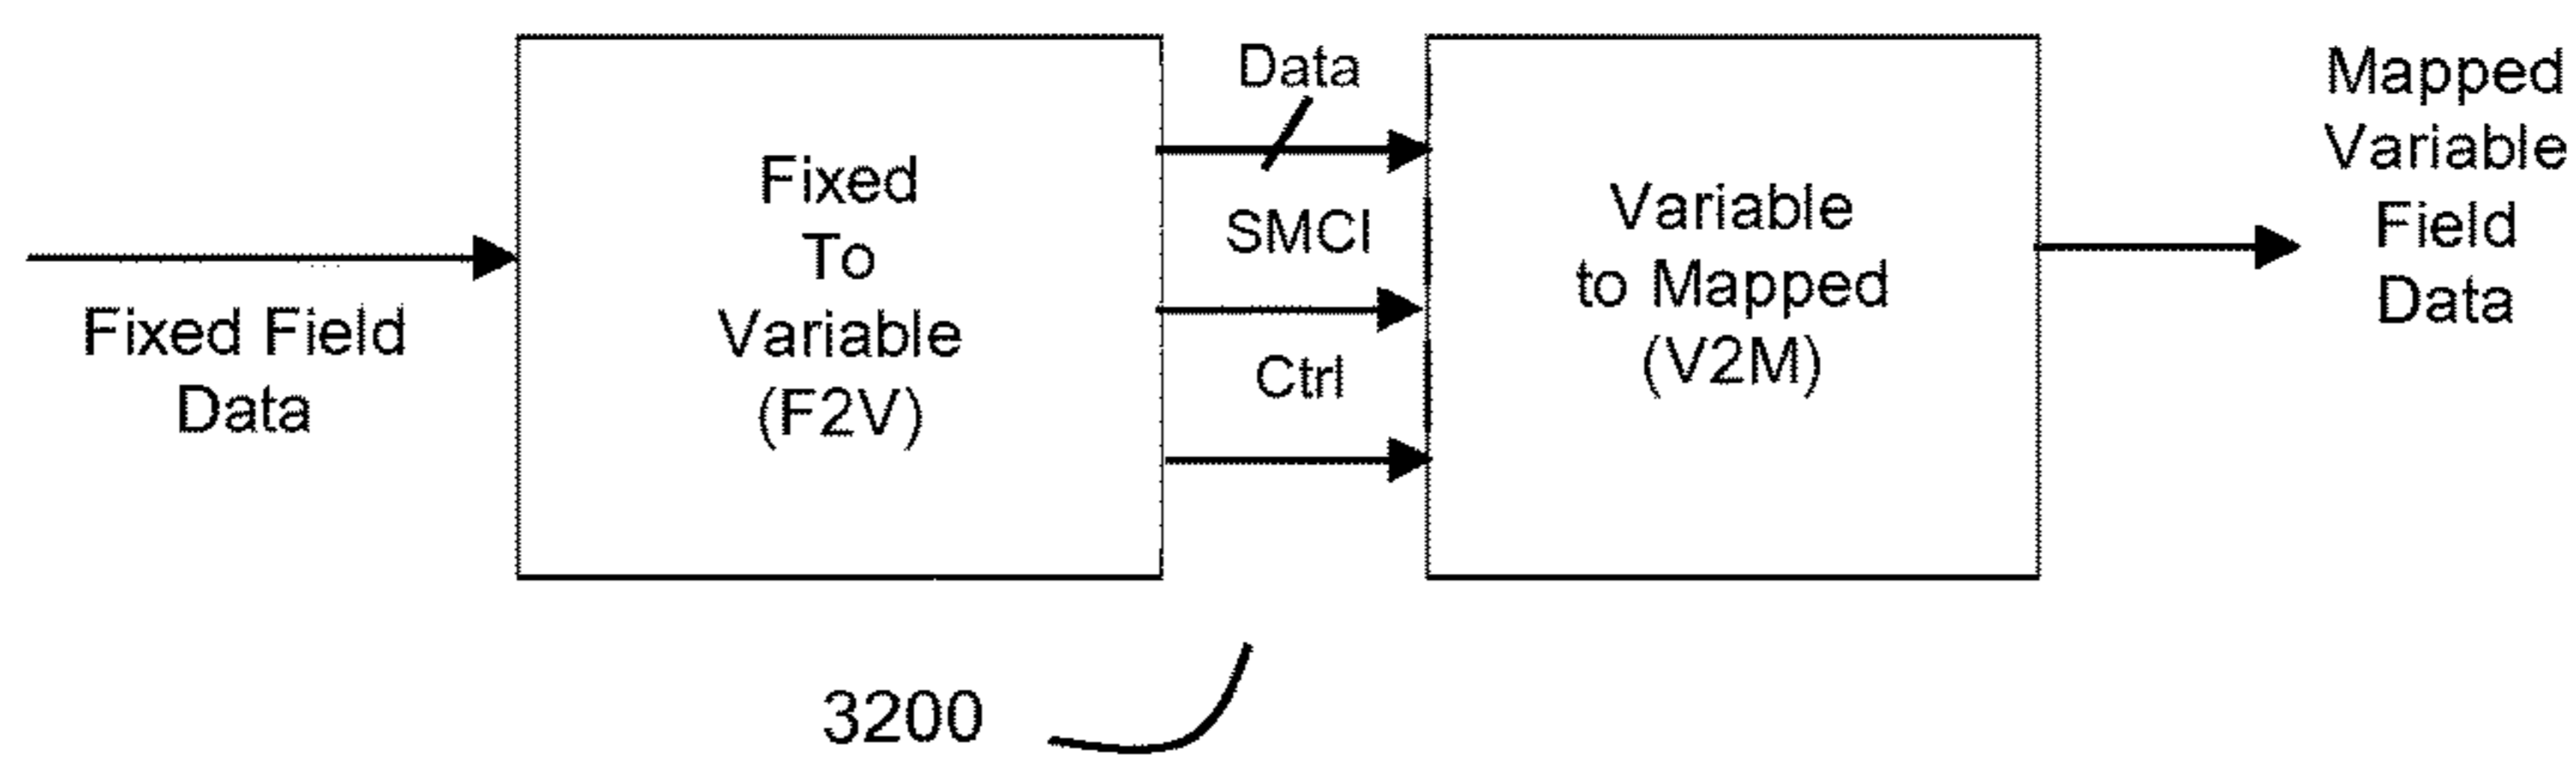 Fixed Field
Data
Fixed
To
Variable
(F2V)
Data
SMCI
Ctrl
Variable
to Mapped
(V2M)
Mapped
Variable
Field
Data
3200